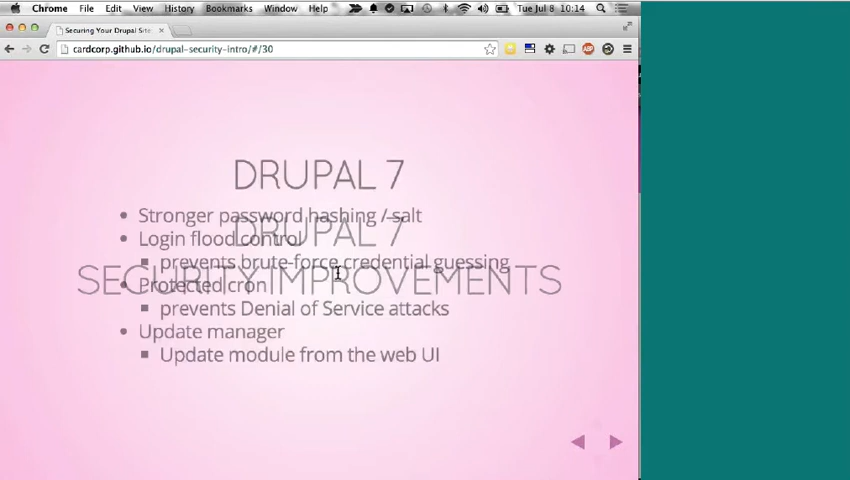 Chrome File Edit View History Bookmarks Window Help Tue Jul 8 10:14
Securing Your Drupal Site
cardcorp.github.io/drupal-security-intro/#/30
ABP
DRUPAL 7
Stronger password hashing / salt
DRUPAL 7
Login flood control
prevents brute-force credential guessing
SECURITY IMPROVEMENTS
Protected cron
prevents Denial of Service attacks
Update manager
Update module from the web UI